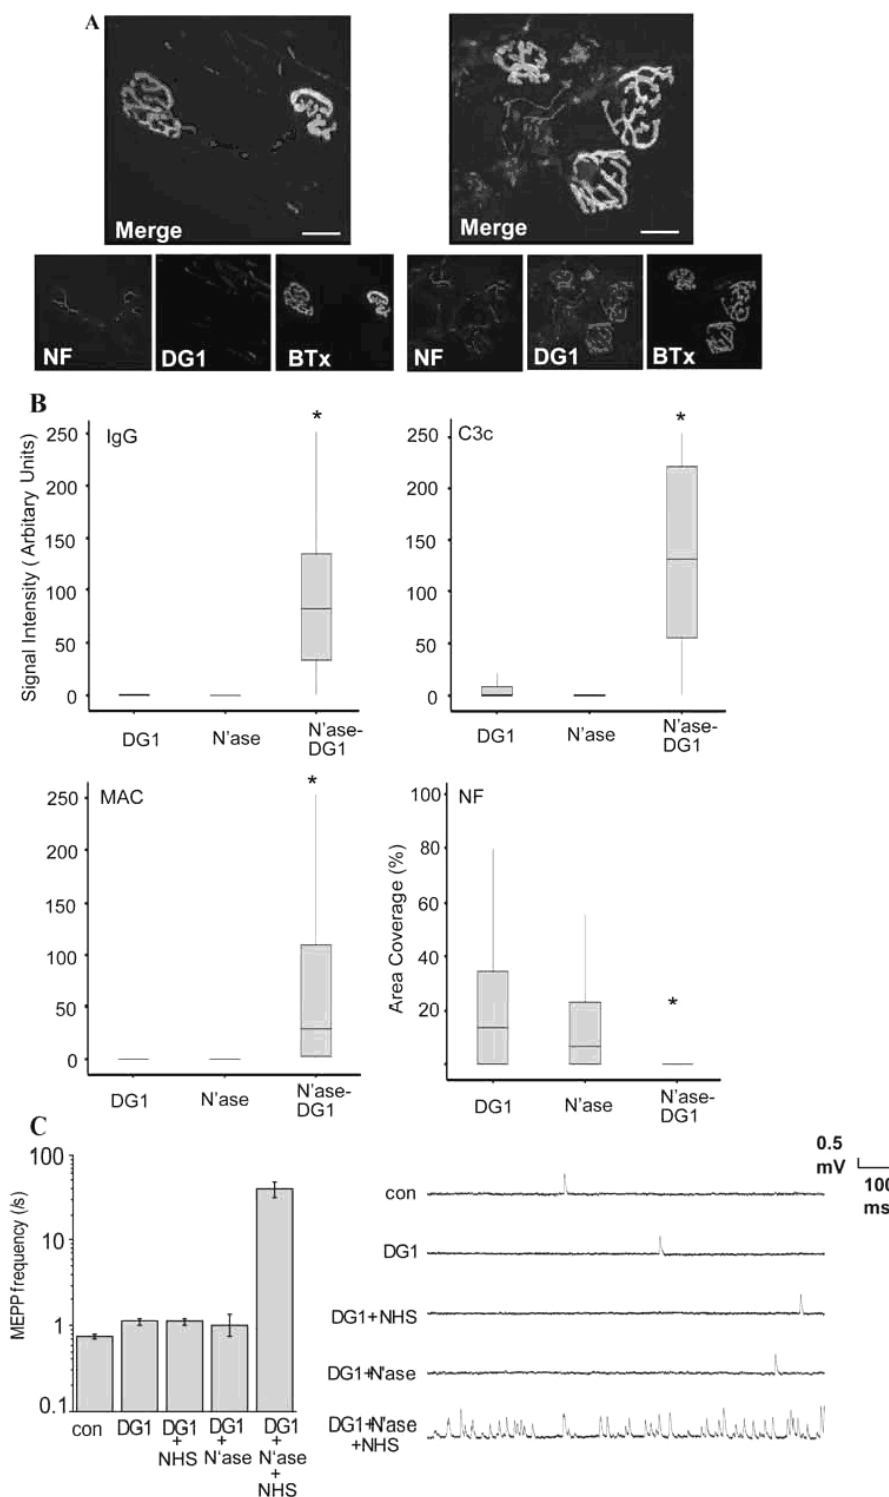 A
Merge
Merge
NF
DG1
BTx
NF
DG1
BTx
B
Signal Intensity ( Arbitary Units)
IgG
250
200
150
100
50
0
DG1
N'ase
N'ase-
DG1
*
C3c
250
200
150
100
50
0
DG1
N'ase
N'ase-
DG1
*
MAC
250
200
150
100
50
0
DG1
N'ase
N'ase-
DG1
*
NF
Area Coverage (%)
100
80
60
40
20
DG1
N'ase
N'ase-
DG1
*
C
MEPP frequency (/s)
100
10
1
0.1
con
DG1
DG1
+
NHS
DG1
+
N'ase
DG1
+
N'ase
+
NHS
0.5
mV
100
ms
con
DG1
DG1+NHS
DG1+N'ase
DG1+N'ase
+NHS